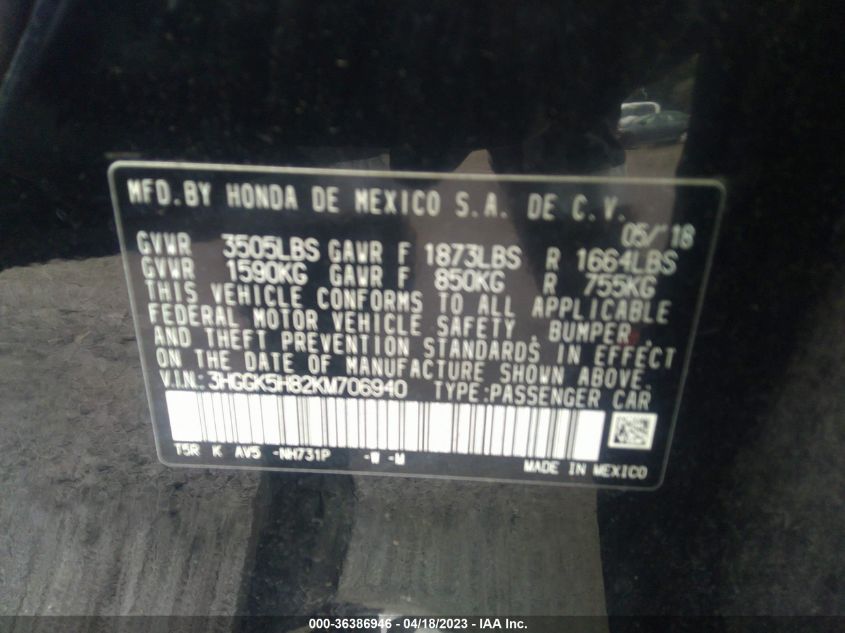 MFD.BY HONDA DE MEXICO S.A. DE C.V.
05/'18
GVWR 3505LBS GAWR F 1873LBS R 1664LBS
GVWR 1590KG GAWR F 850KG R 755KG
THIS VEHICLE CONFORMS TO ALL APPLICABLE
FEDERAL MOTOR VEHICLE SAFETY, BUMPER,
AND THEFT PREVENTION STANDARDS IN EFFECT
ON THE DATE OF MANUFACTURE SHOWN ABOVE.
V.I.N.: 3HGGK5H82KM706940 TYPE:PASSENGER CAR
T5R K AV5 -NH731P -W -M
MADE IN MEXICO
000-36386946 - 04/18/2023 - IAA Inc.